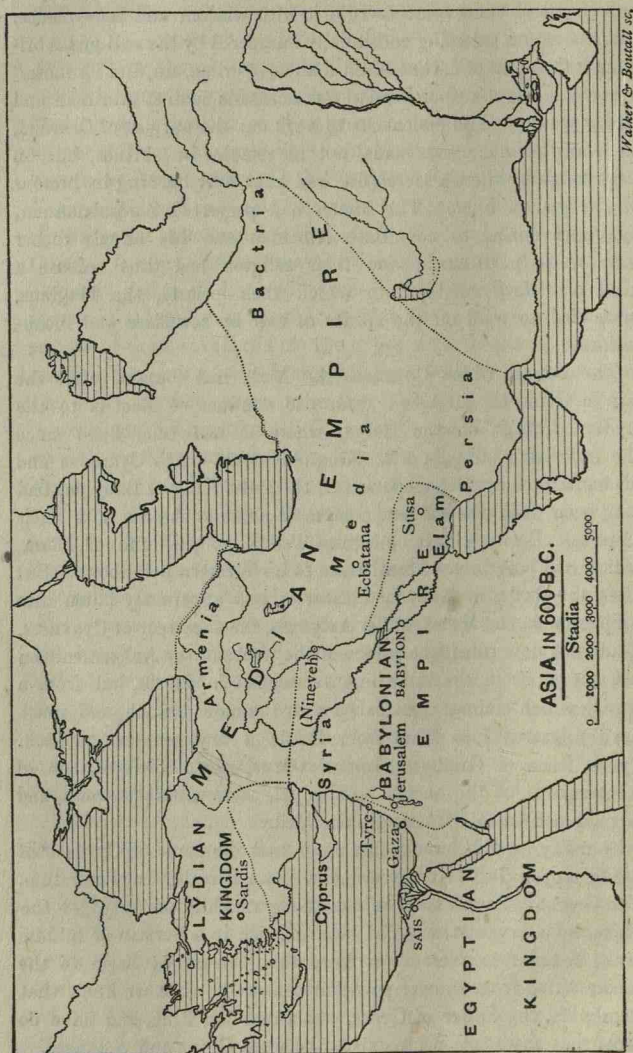 MEDIAN EMPIRE
Bactria
Armenia
Media
Ecbatana
(Nineveh)
Susa
Elam
Persia
BABYLONIAN
EMPIRE
BABYLON
Jerusalem
Syria
Tyre
Gaza
Cyprus
LYDIAN
KINGDOM
Sardis
SAIS
EGYPTIAN
KINGDOM
ASIA IN 600 B.C.
Stadia
0 1000 2000 3000 4000 5000
Walker & Boutall sc.